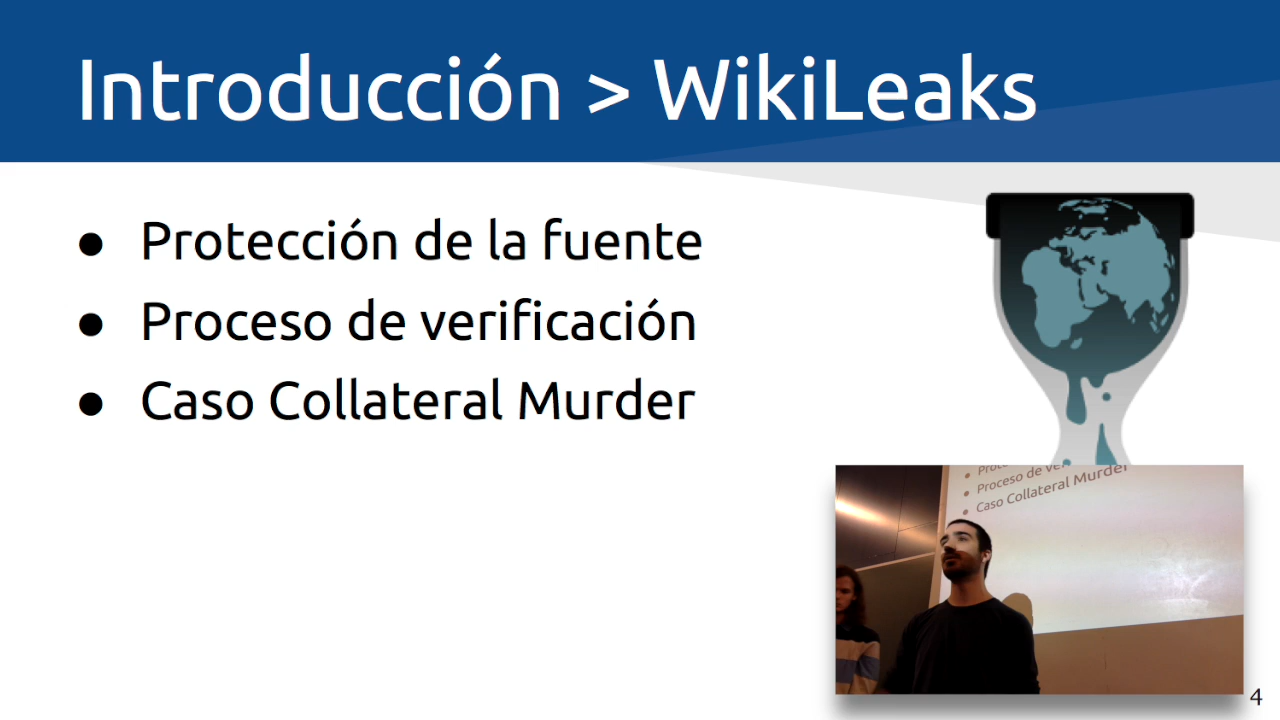 Introducción > WikiLeaks
● Protección de la fuente
● Proceso de verificación
● Caso Collateral Murder
Proceso de ve
Caso Collateral Murder
4